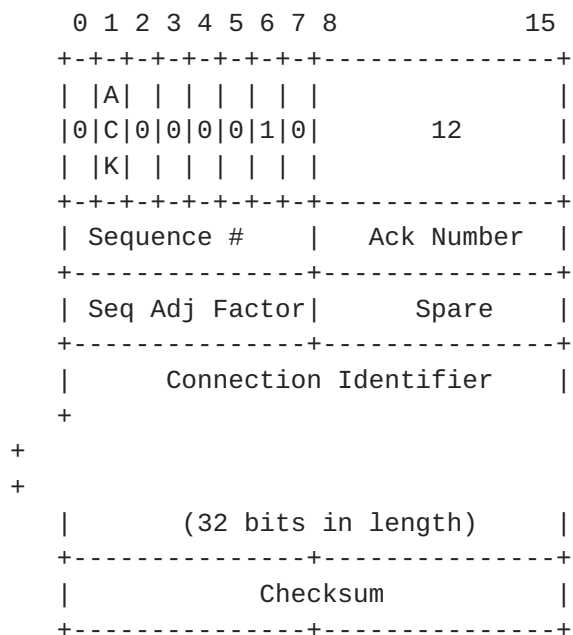 0 1 2 3 4 5 6 7 8            15
+-+-+-+-+-+-+-+-+---------------+
| |A| | | | | | |               |
|0|C|0|0|0|0|1|0|       12      |
| |K| | | | | | |               |
+-+-+-+-+-+-+-+-+---------------+
| Sequence #    |   Ack Number  |
+---------------+---------------+
| Seq Adj Factor|      Spare    |
+---------------+---------------+
|      Connection Identifier    |
+
+
+
|       (32 bits in length)     |
+---------------+---------------+
|            Checksum           |
+---------------+---------------+